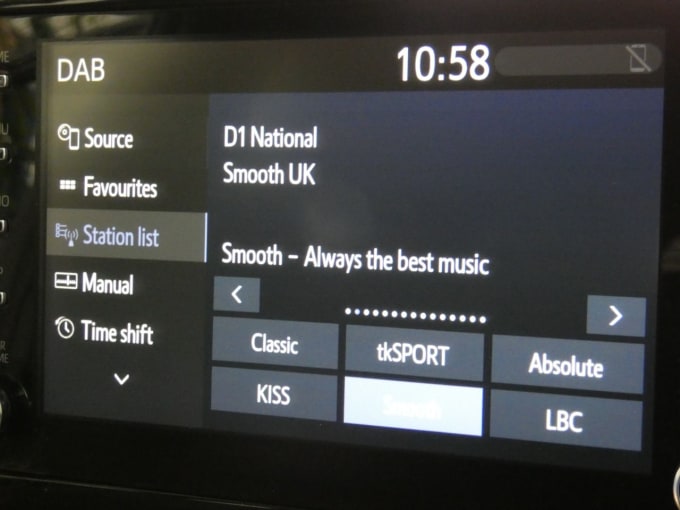 DAB
10:58
Source
Favourites
Station list
Manual
Time shift
D1 National
Smooth UK
Smooth – Always the best music
Classic
tkSPORT
Absolute
KISS
Smooth
LBC